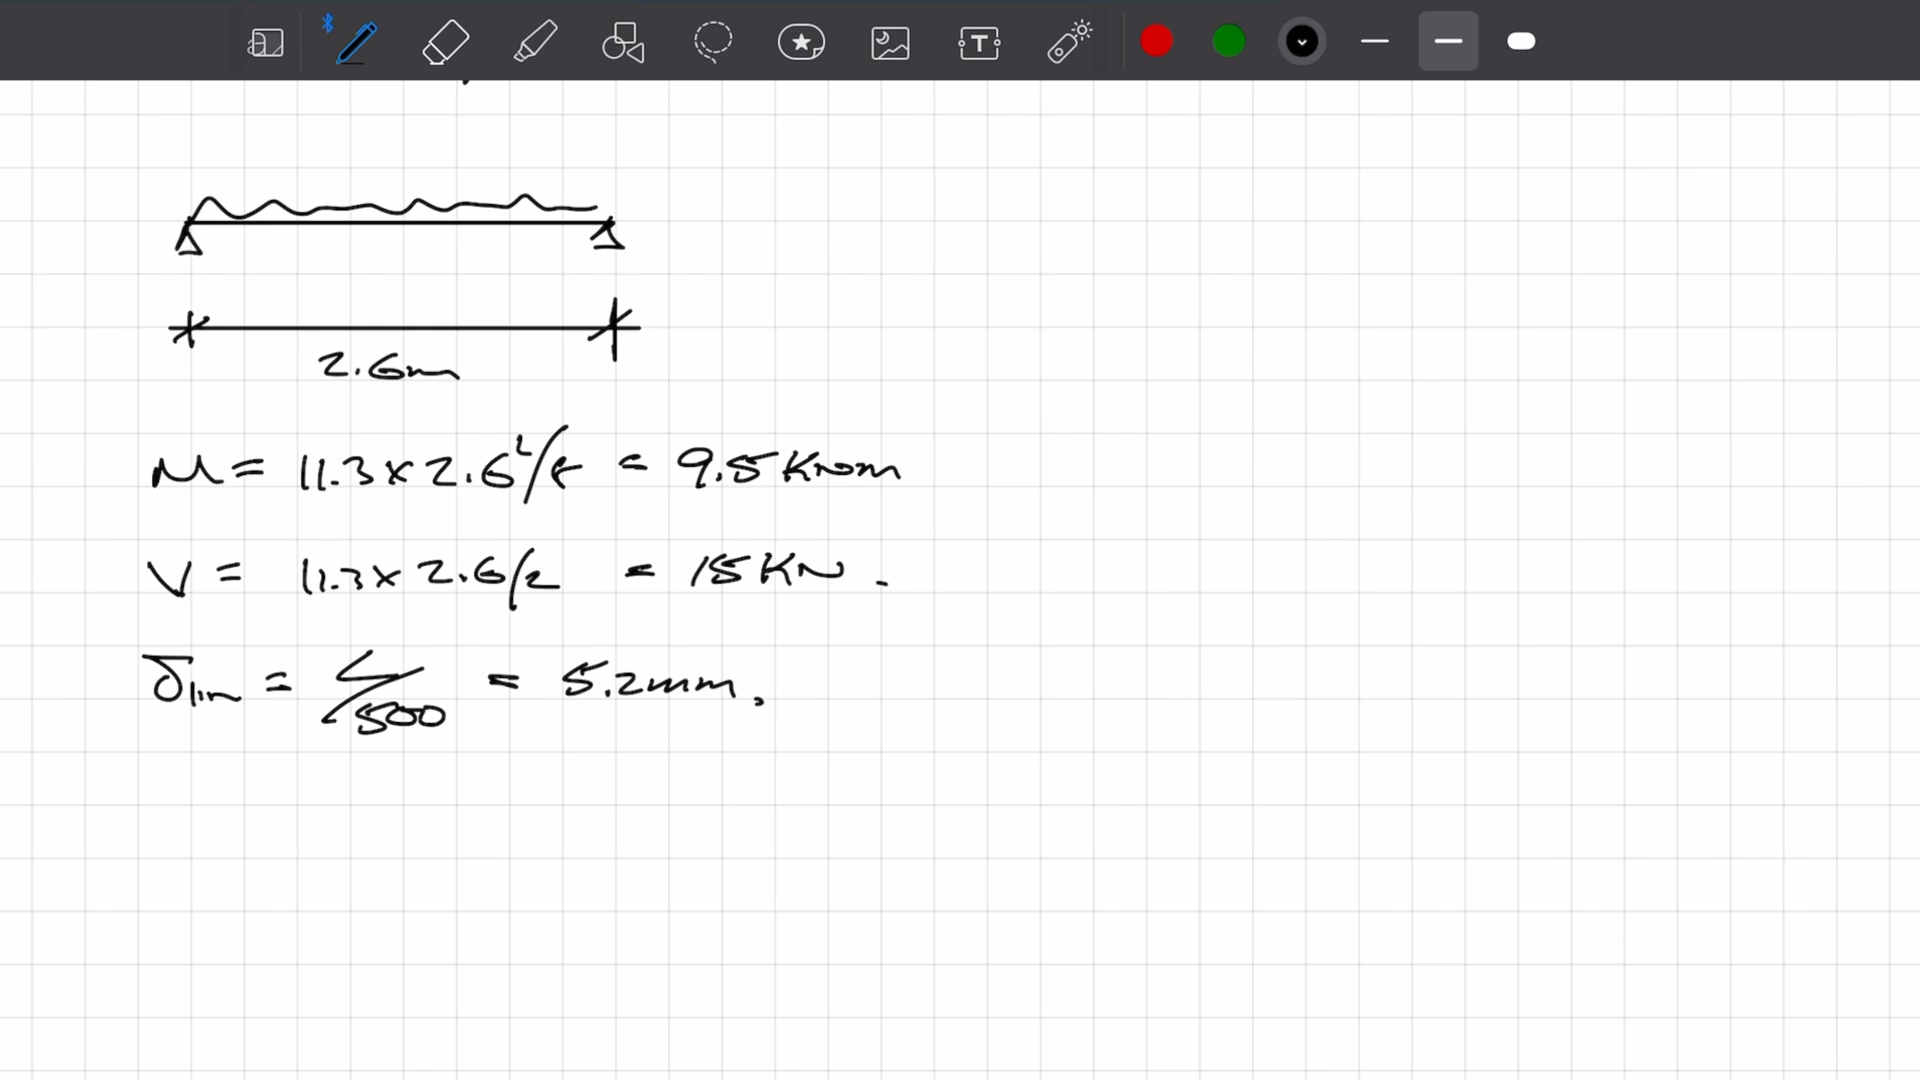 2.6m
M = 11.3 x 2.6²/8 = 9.5 KNm
V = 11.3 x 2.6/2 = 15 KN.
δlim = L/500 = 5.2mm.